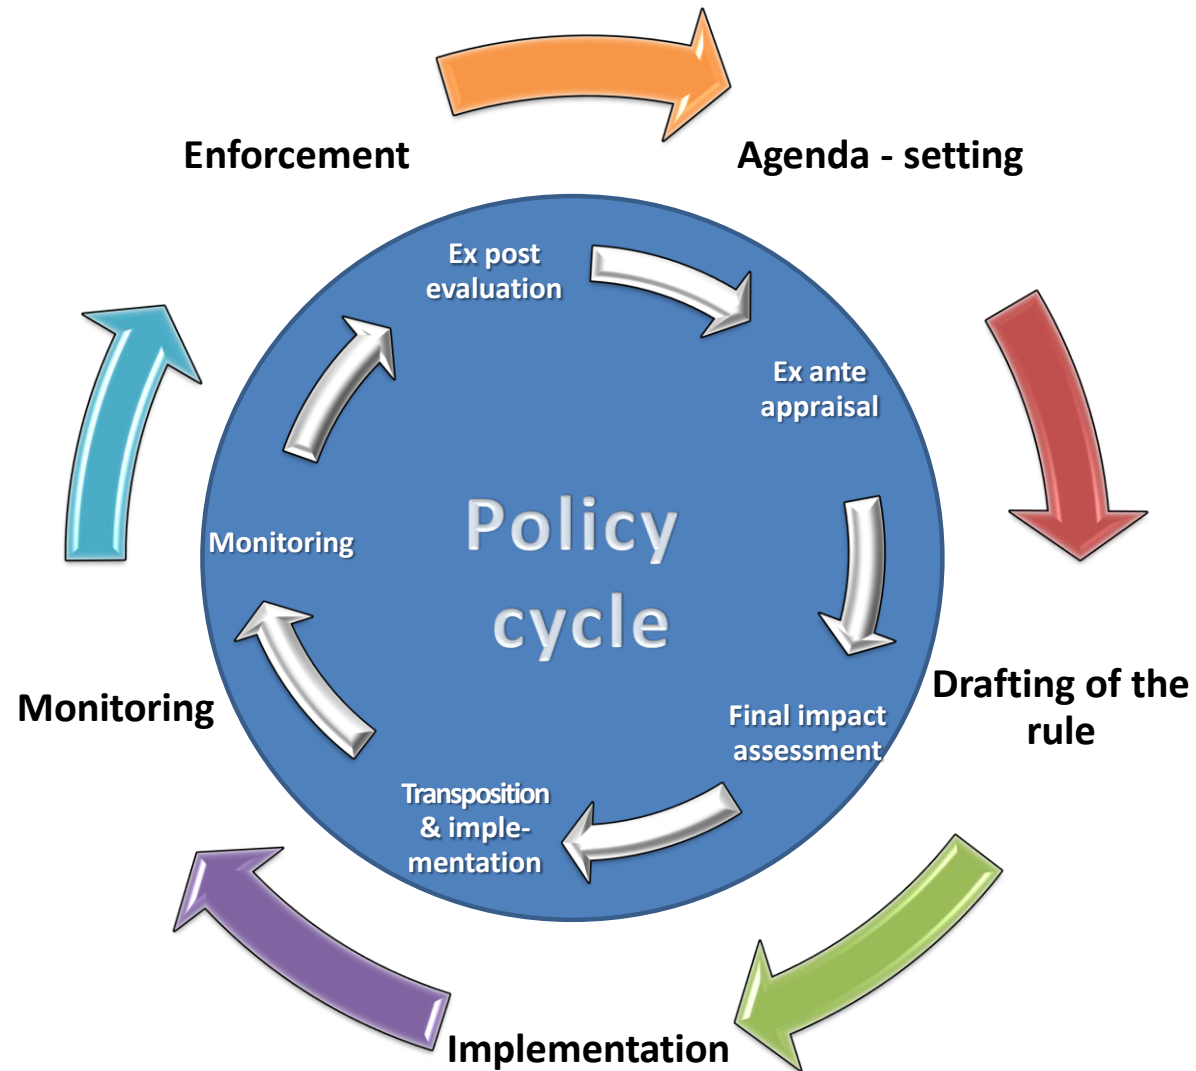 Enforcement
Agenda - setting
Ex post
evaluation
Ex ante
appraisal
Policy
cycle
Monitoring
Monitoring
Drafting of the
rule
Final impact
assessment
Transposition
& imple-
mentation
Implementation